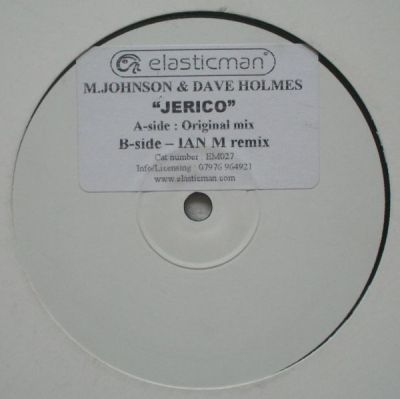 elasticman
M.JOHNSON & DAVE HOLMES
"JERICO"
A-side : Original mix
B-side – IAN M remix
Cat number : EM027
Info/Licensing : 07976 964921
www.elasticman.com